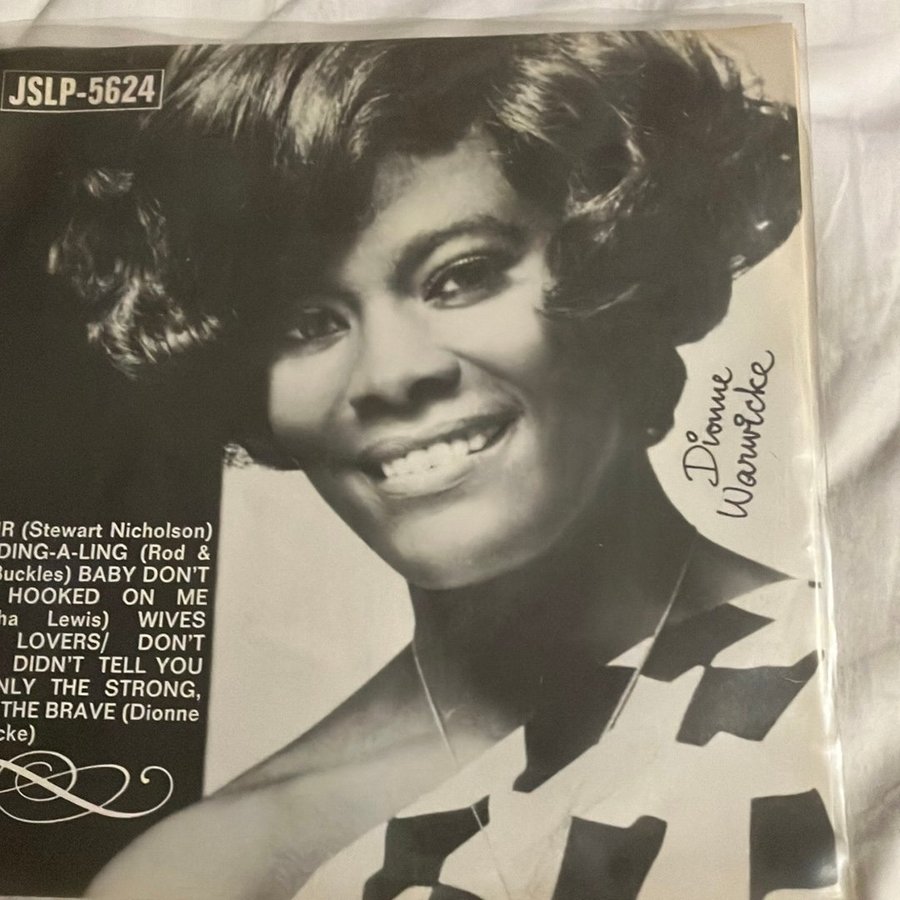 JSLP-5624
Dionne
Warwicke
R (Stewart Nicholson)
DING-A-LING (Rod &
Buckles) BABY DON'T
HOOKED ON ME
ha Lewis) WIVES
LOVERS/ DON'T
DIDN'T TELL YOU
NLY THE STRONG,
THE BRAVE (Dionne
cke)